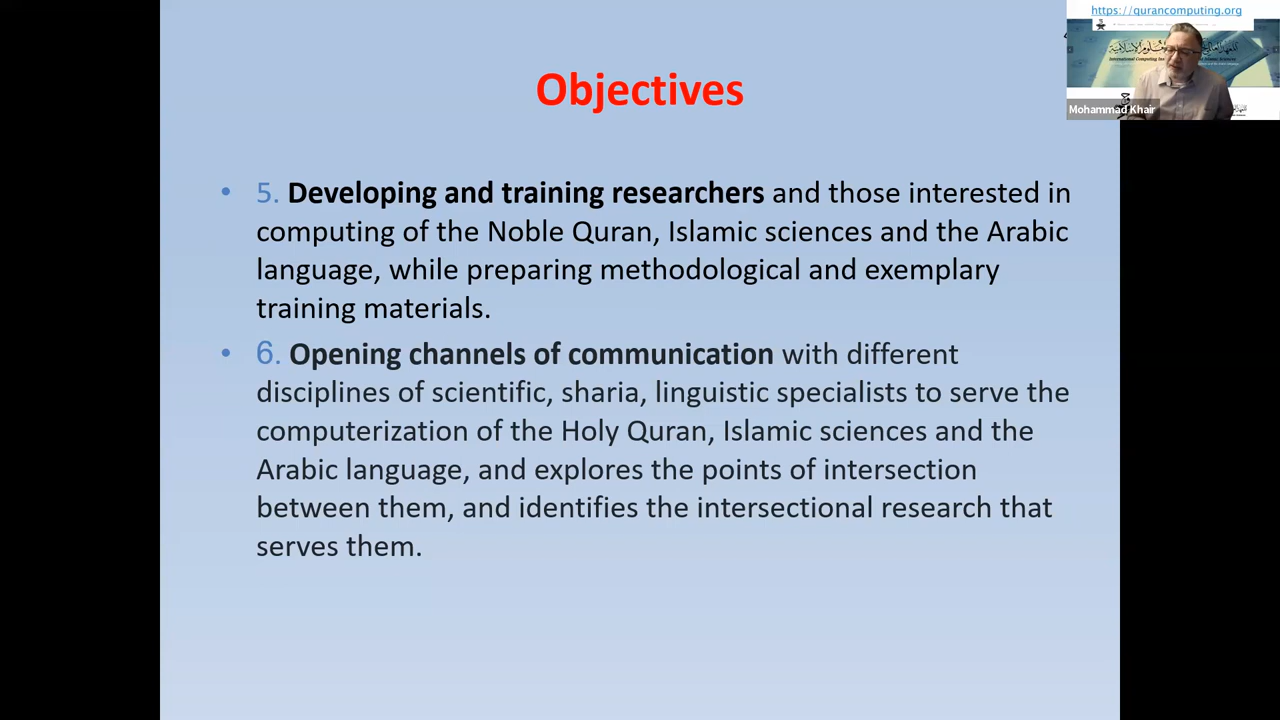 https://qurancomputing.org
Mohammad Khair
Objectives
• 5. Developing and training researchers and those interested in
computing of the Noble Quran, Islamic sciences and the Arabic
language, while preparing methodological and exemplary
training materials.
• 6. Opening channels of communication with different
disciplines of scientific, sharia, linguistic specialists to serve the
computerization of the Holy Quran, Islamic sciences and the
Arabic language, and explores the points of intersection
between them, and identifies the intersectional research that
serves them.